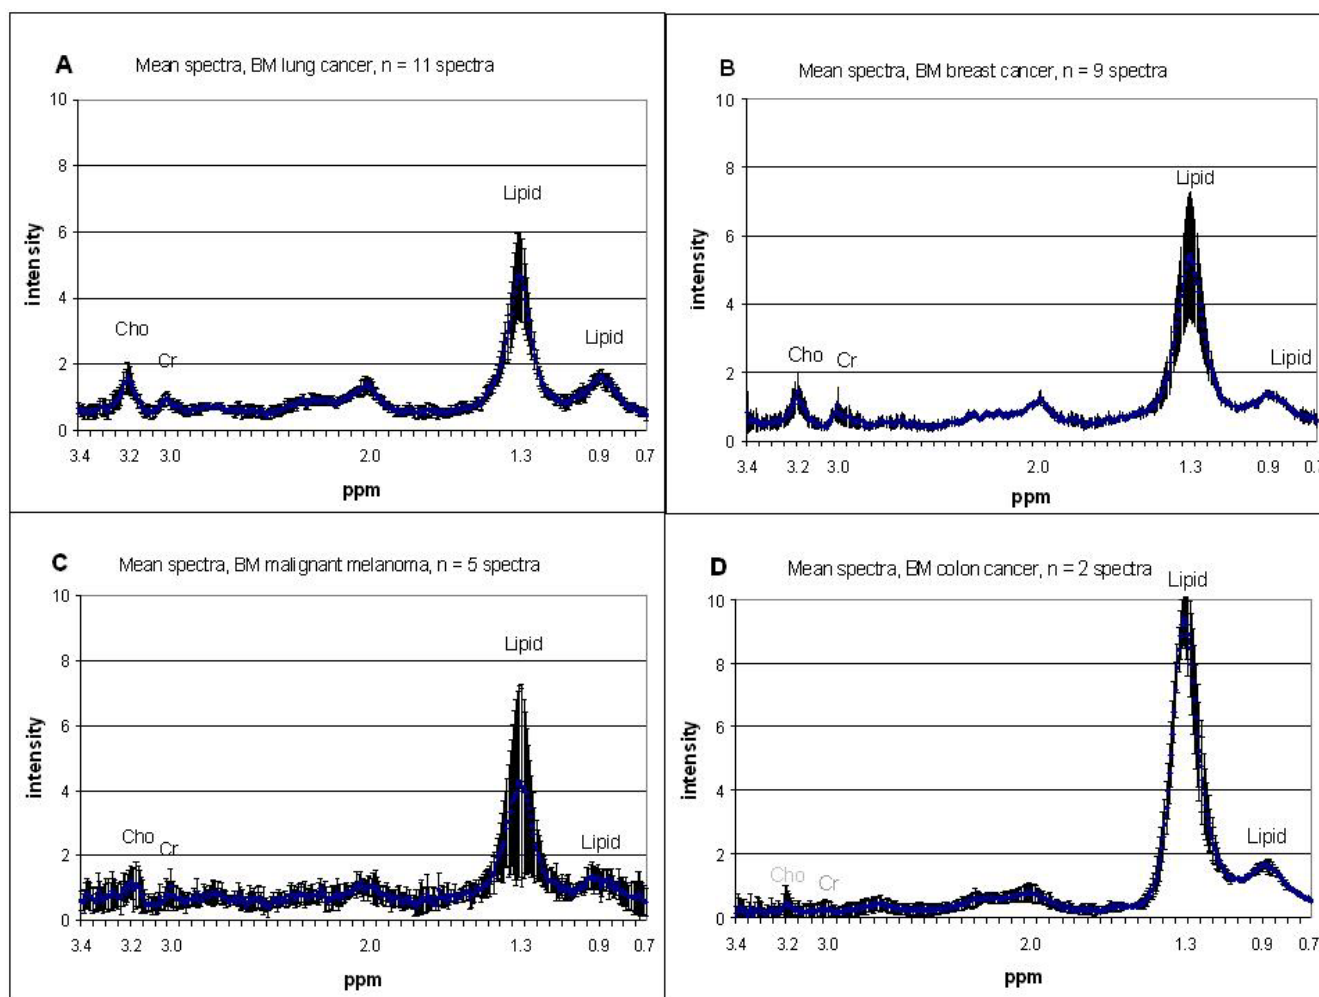 A Mean spectra, BM lung cancer, n = 11 spectra
10
8
Lipid
6
intensity
4
Cho
Lipid
Cr
2
0
3.4 3.2 3.0 2.0 1.3 0.9 0.7
ppm
B Mean spectra, BM breast cancer, n = 9 spectra
10
8
Lipid
6
intensity
4
Cho Cr Lipid
2
0
3.4 3.2 3.0 2.0 1.3 0.9 0.7
ppm
C Mean spectra, BM malignant melanoma, n = 5 spectra
10
Lipid
8
6
intensity
4
Cho Cr Lipid
2
0
3.4 3.2 3.0 2.0 1.3 0.9 0.7
ppm
D Mean spectra, BM colon cancer, n = 2 spectra
Lipid
10
8
6
intensity
4
Lipid
2
Cho Cr
0
3.4 3.2 3.0 2.0 1.3 0.9 0.7
ppm